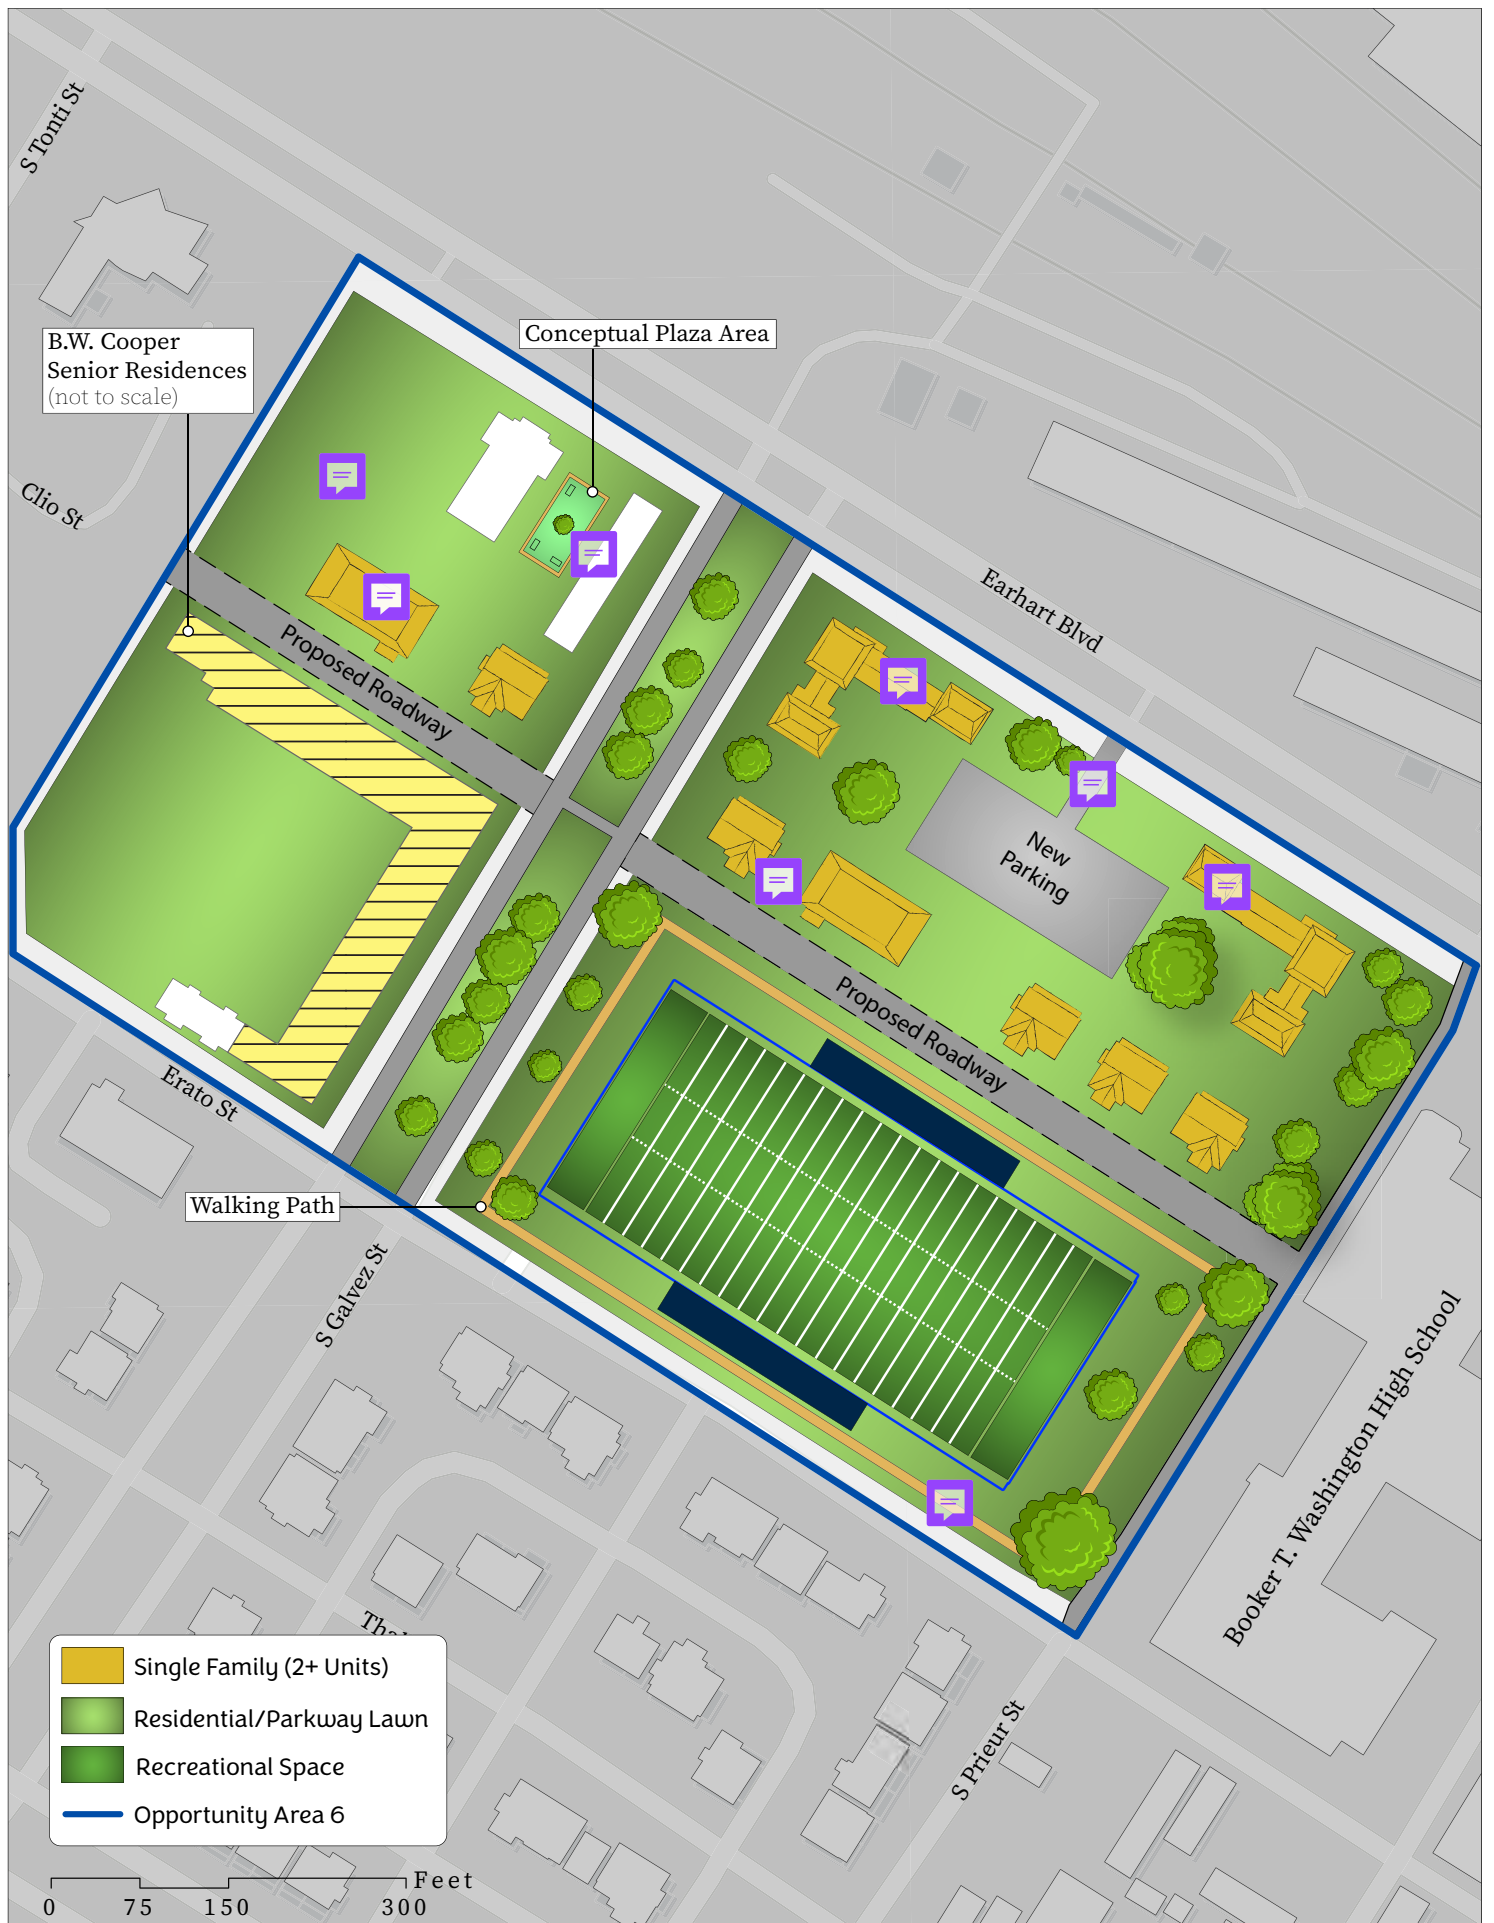 S Tonti St
B.W. Cooper
Senior Residences
(not to scale)
Conceptual Plaza Area
Clio St
Earhart Blvd
Proposed Roadway
New
Parking
Proposed Roadway
Erato St
Walking Path
S Galvez St
Booker T. Washington High School
S Prieur St
Single Family (2+ Units)
Residential/Parkway Lawn
Recreational Space
Opportunity Area 6
Feet
0 75 150 300